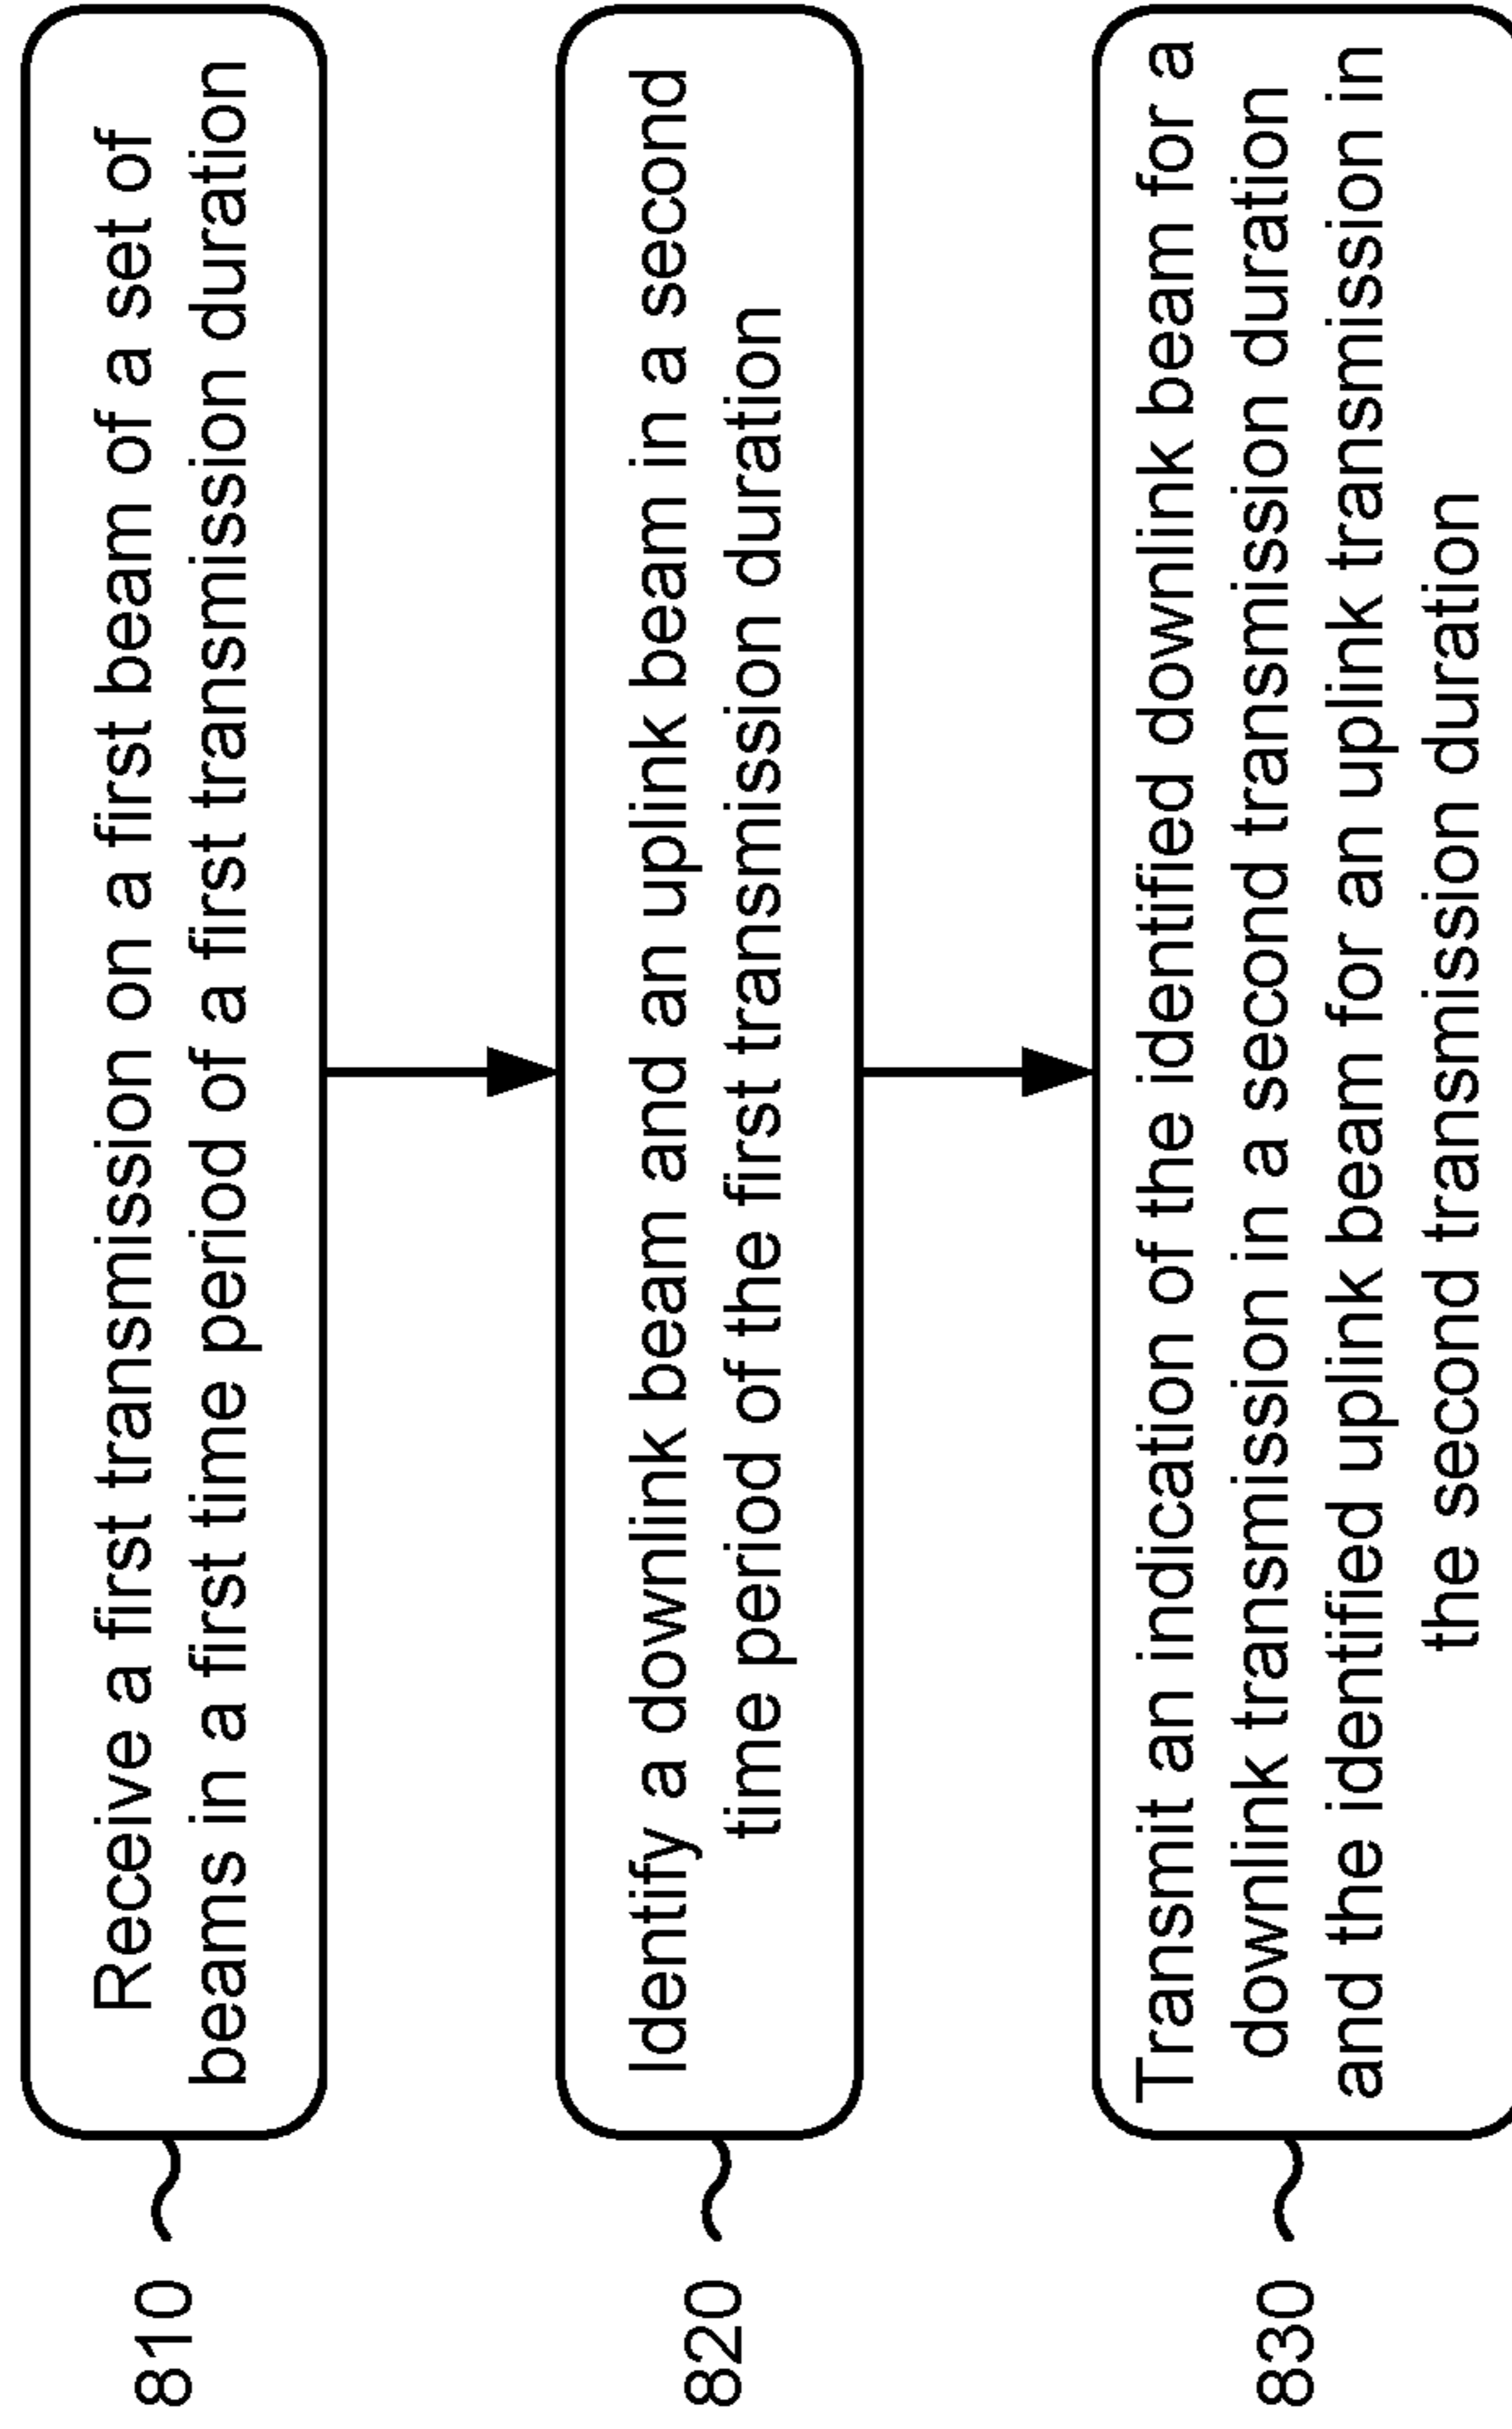 810
Receive a first transmission on a first beam of a set of
beams in a first time period of a first transmission duration
820
Identify a downlink beam and an uplink beam in a second
time period of the first transmission duration
830
Transmit an indication of the identified downlink beam for a
downlink transmission in a second transmission duration
and the identified uplink beam for an uplink transmission in
the second transmission duration